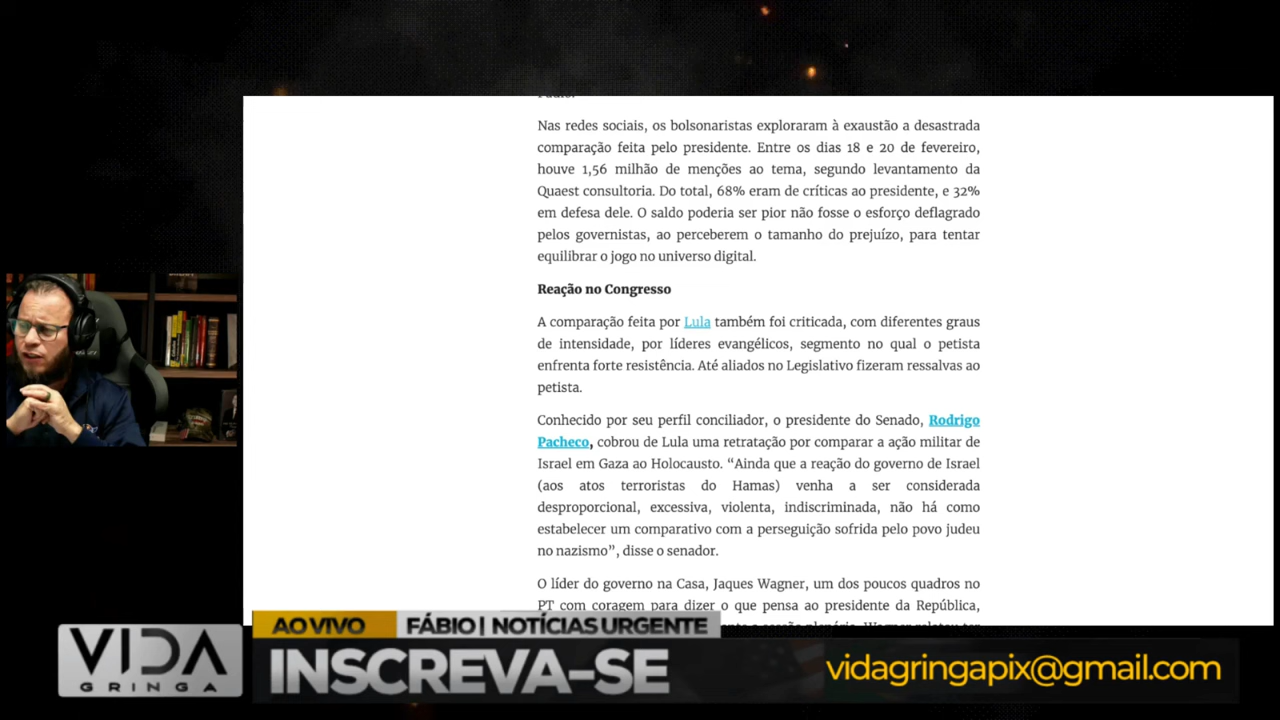 Nas redes sociais, os bolsonaristas exploraram à exaustão a desastrada
comparação feita pelo presidente. Entre os dias 18 e 20 de fevereiro,
houve 1,56 milhão de menções ao tema, segundo levantamento da
Quaest consultoria. Do total, 68% eram de críticas ao presidente, e 32%
em defesa dele. O saldo poderia ser pior não fosse o esforço deflagrado
pelos governistas, ao perceberem o tamanho do prejuízo, para tentar
equilibrar o jogo no universo digital.
Reação no Congresso
A comparação feita por Lula também foi criticada, com diferentes graus
de intensidade, por líderes evangélicos, segmento no qual o petista
enfrenta forte resistência. Até aliados no Legislativo fizeram ressalvas ao
petista.
Conhecido por seu perfil conciliador, o presidente do Senado, Rodrigo
Pacheco, cobrou de Lula uma retratação por comparar a ação militar de
Israel em Gaza ao Holocausto. “Ainda que a reação do governo de Israel
(aos atos terroristas do Hamas) venha a ser considerada
desproporcional, excessiva, violenta, indiscriminada, não há como
estabelecer um comparativo com a perseguição sofrida pelo povo judeu
no nazismo”, disse o senador.
O líder do governo na Casa, Jaques Wagner, um dos poucos quadros no
PT com coragem para dizer o que pensa ao presidente da República,
AO VIVO
FÁBIO | NOTÍCIAS URGENTE
VIDA
GRINGA
INSCREVA-SE
vidagringapix@gmail.com